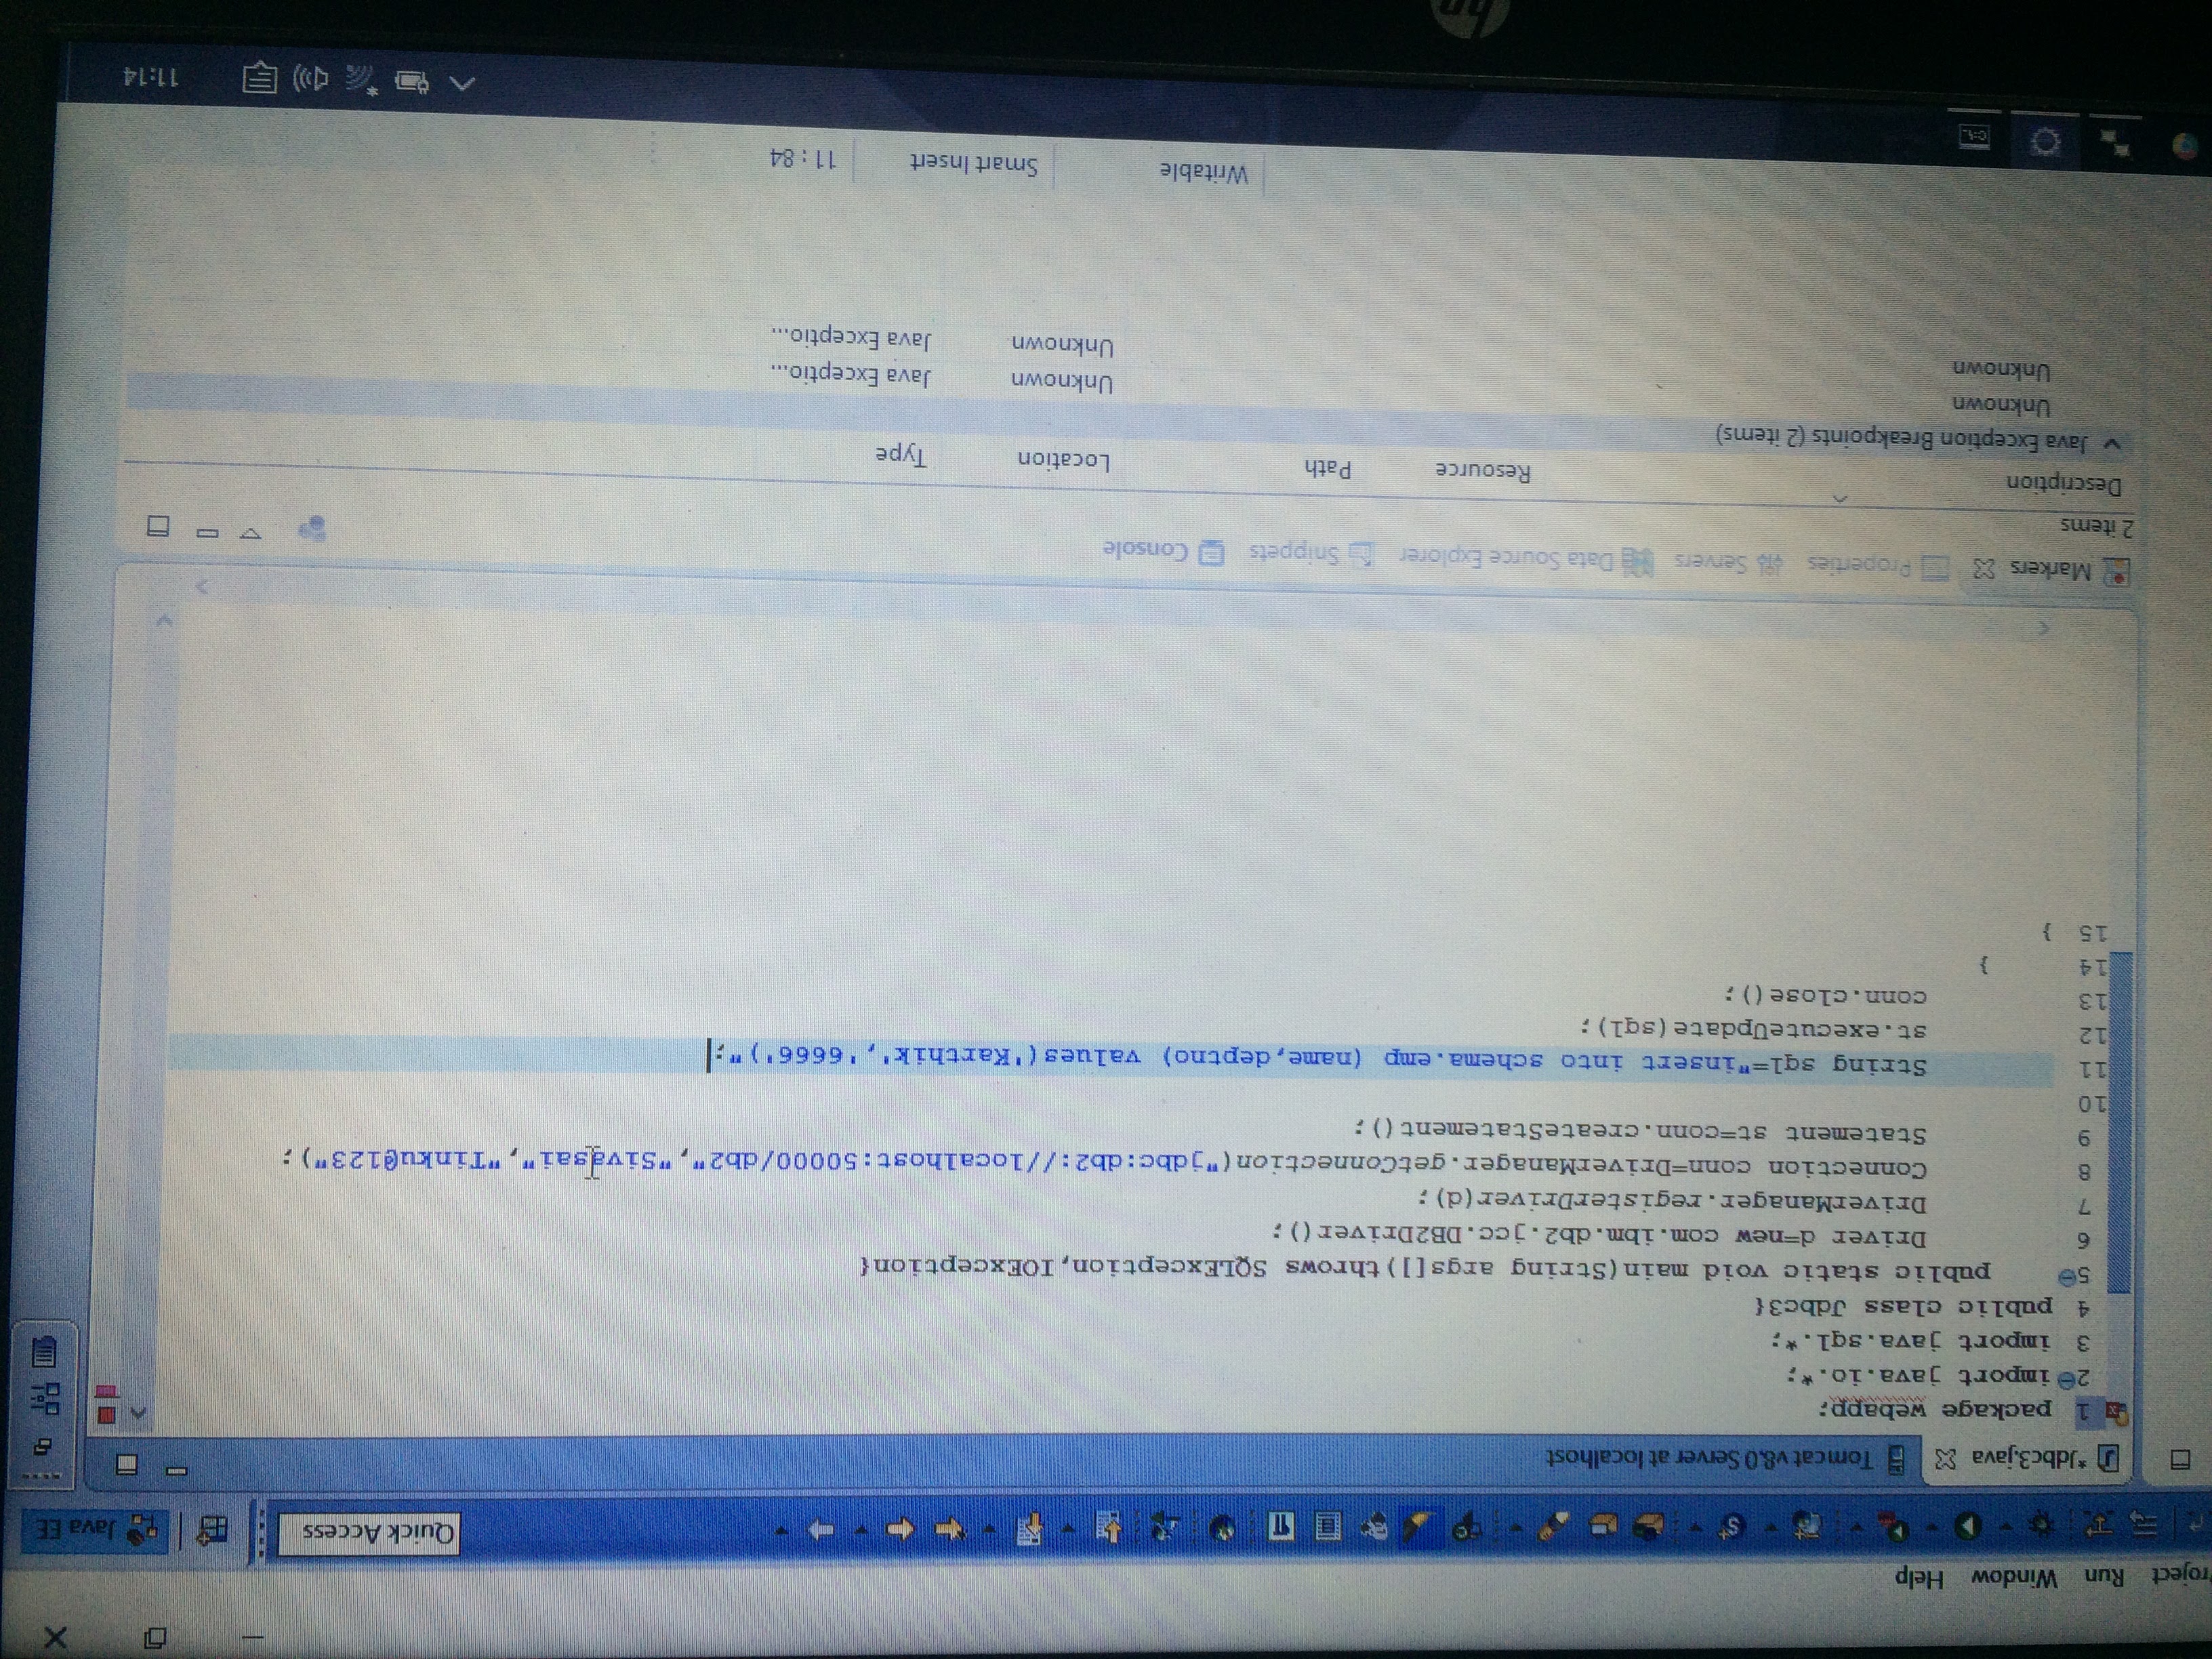 roject Run Window Help
Quick Access
Java EE
*Jdbc3.java
Tomcat v8.0 Server at localhost
1 package webapp;
2 import java.io.*;
3 import java.sql.*;
4 public class Jdbc3{
5 public static void main(String args[])throws SQLException,IOException{
6 Driver d=new com.ibm.db2.jcc.DB2Driver();
7 DriverManager.registerDriver(d);
8 Connection conn=DriverManager.getConnection("jdbc:db2://localhost:50000/db2","Sivasai","Tinku@123");
9 Statement st=conn.createStatement();
10
11 String sql="insert into schema.emp (name,deptno) values('Karthik','6666')";
12 st.executeUpdate(sql);
13 conn.close();
14 }
15 }
Markers Properties Servers Data Source Explorer Snippets Console
2 items
Description Resource Path Location Type
Java Exception Breakpoints (2 items)
Unknown Unknown Java Exceptio...
Unknown Unknown Java Exceptio...
Writable Smart Insert 11 : 84
11:14
hp